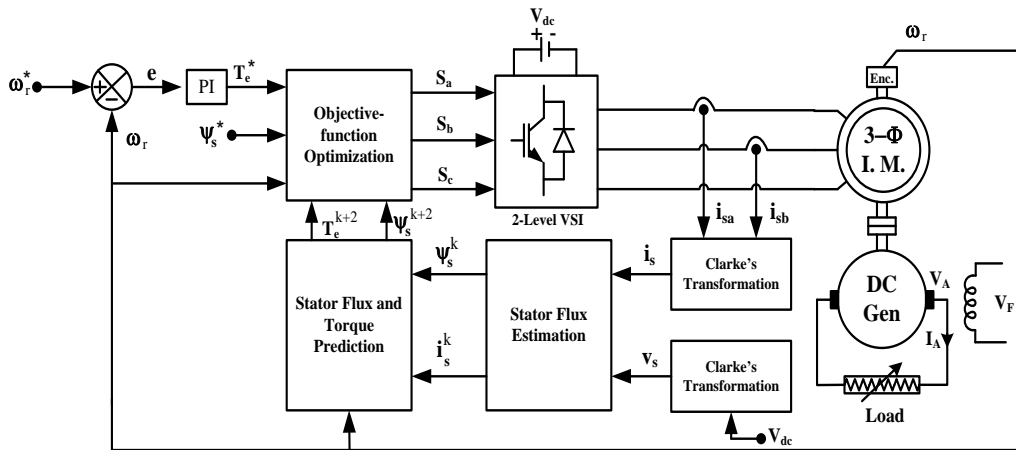 V_dc
+ -
ω_r
ω_r*
+
−
e
PI
T_e*
Objective-
function
Optimization
S_a
S_b
S_c
2-Level VSI
Enc.
3–Φ
I. M.
ω_r
ψ_s*
T_e^{k+2}
ψ_s^{k+2}
i_sa
i_sb
Stator Flux and
Torque
Prediction
ψ_s^k
i_s^k
Stator Flux
Estimation
i_s
v_s
Clarke's
Transformation
Clarke's
Transformation
V_dc
DC
Gen
V_A
I_A
V_F
Load